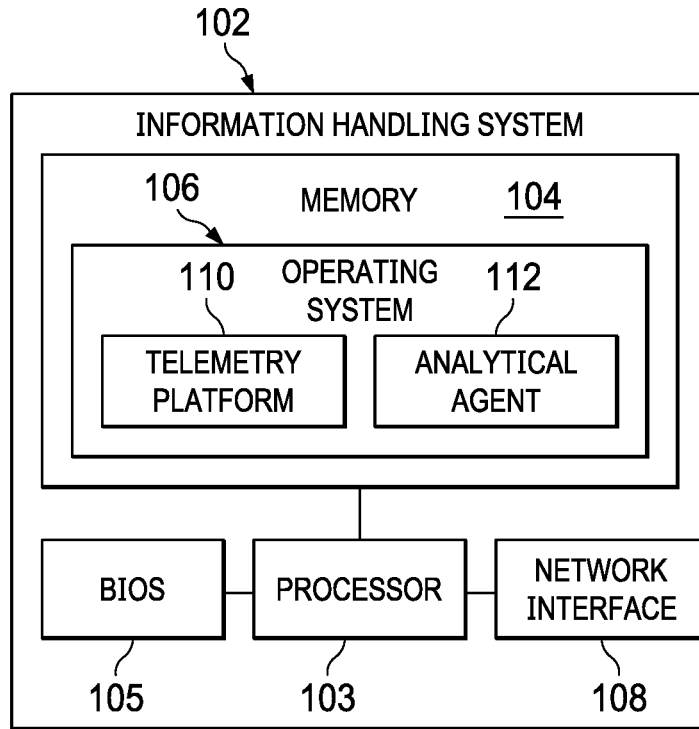 102
INFORMATION HANDLING SYSTEM
106
MEMORY 104
110 OPERATING 112
SYSTEM
TELEMETRY ANALYTICAL
PLATFORM AGENT
BIOS PROCESSOR NETWORK
INTERFACE
105 103 108